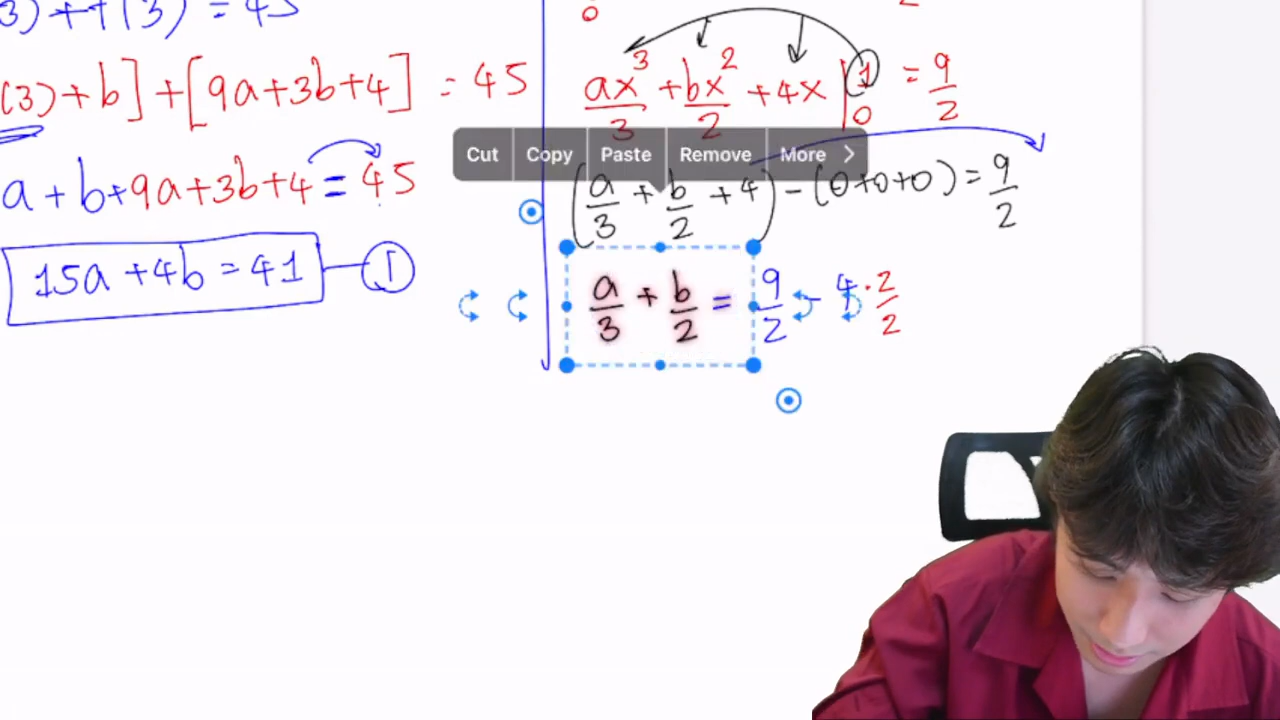 3) + f(3) = 45
(3) + b] + [9a + 3b + 4] = 45
a + b + 9a + 3b + 4 = 45
15a + 4b = 41 — ①
0 2
ax³/3 + bx²/2 + 4x |₀¹ = 9/2
Cut Copy Paste Remove More >
(a/3 + b/2 + 4) - (0 + 0 + 0) = 9/2
a/3 + b/2 = 9/2 - 4 · 2/2